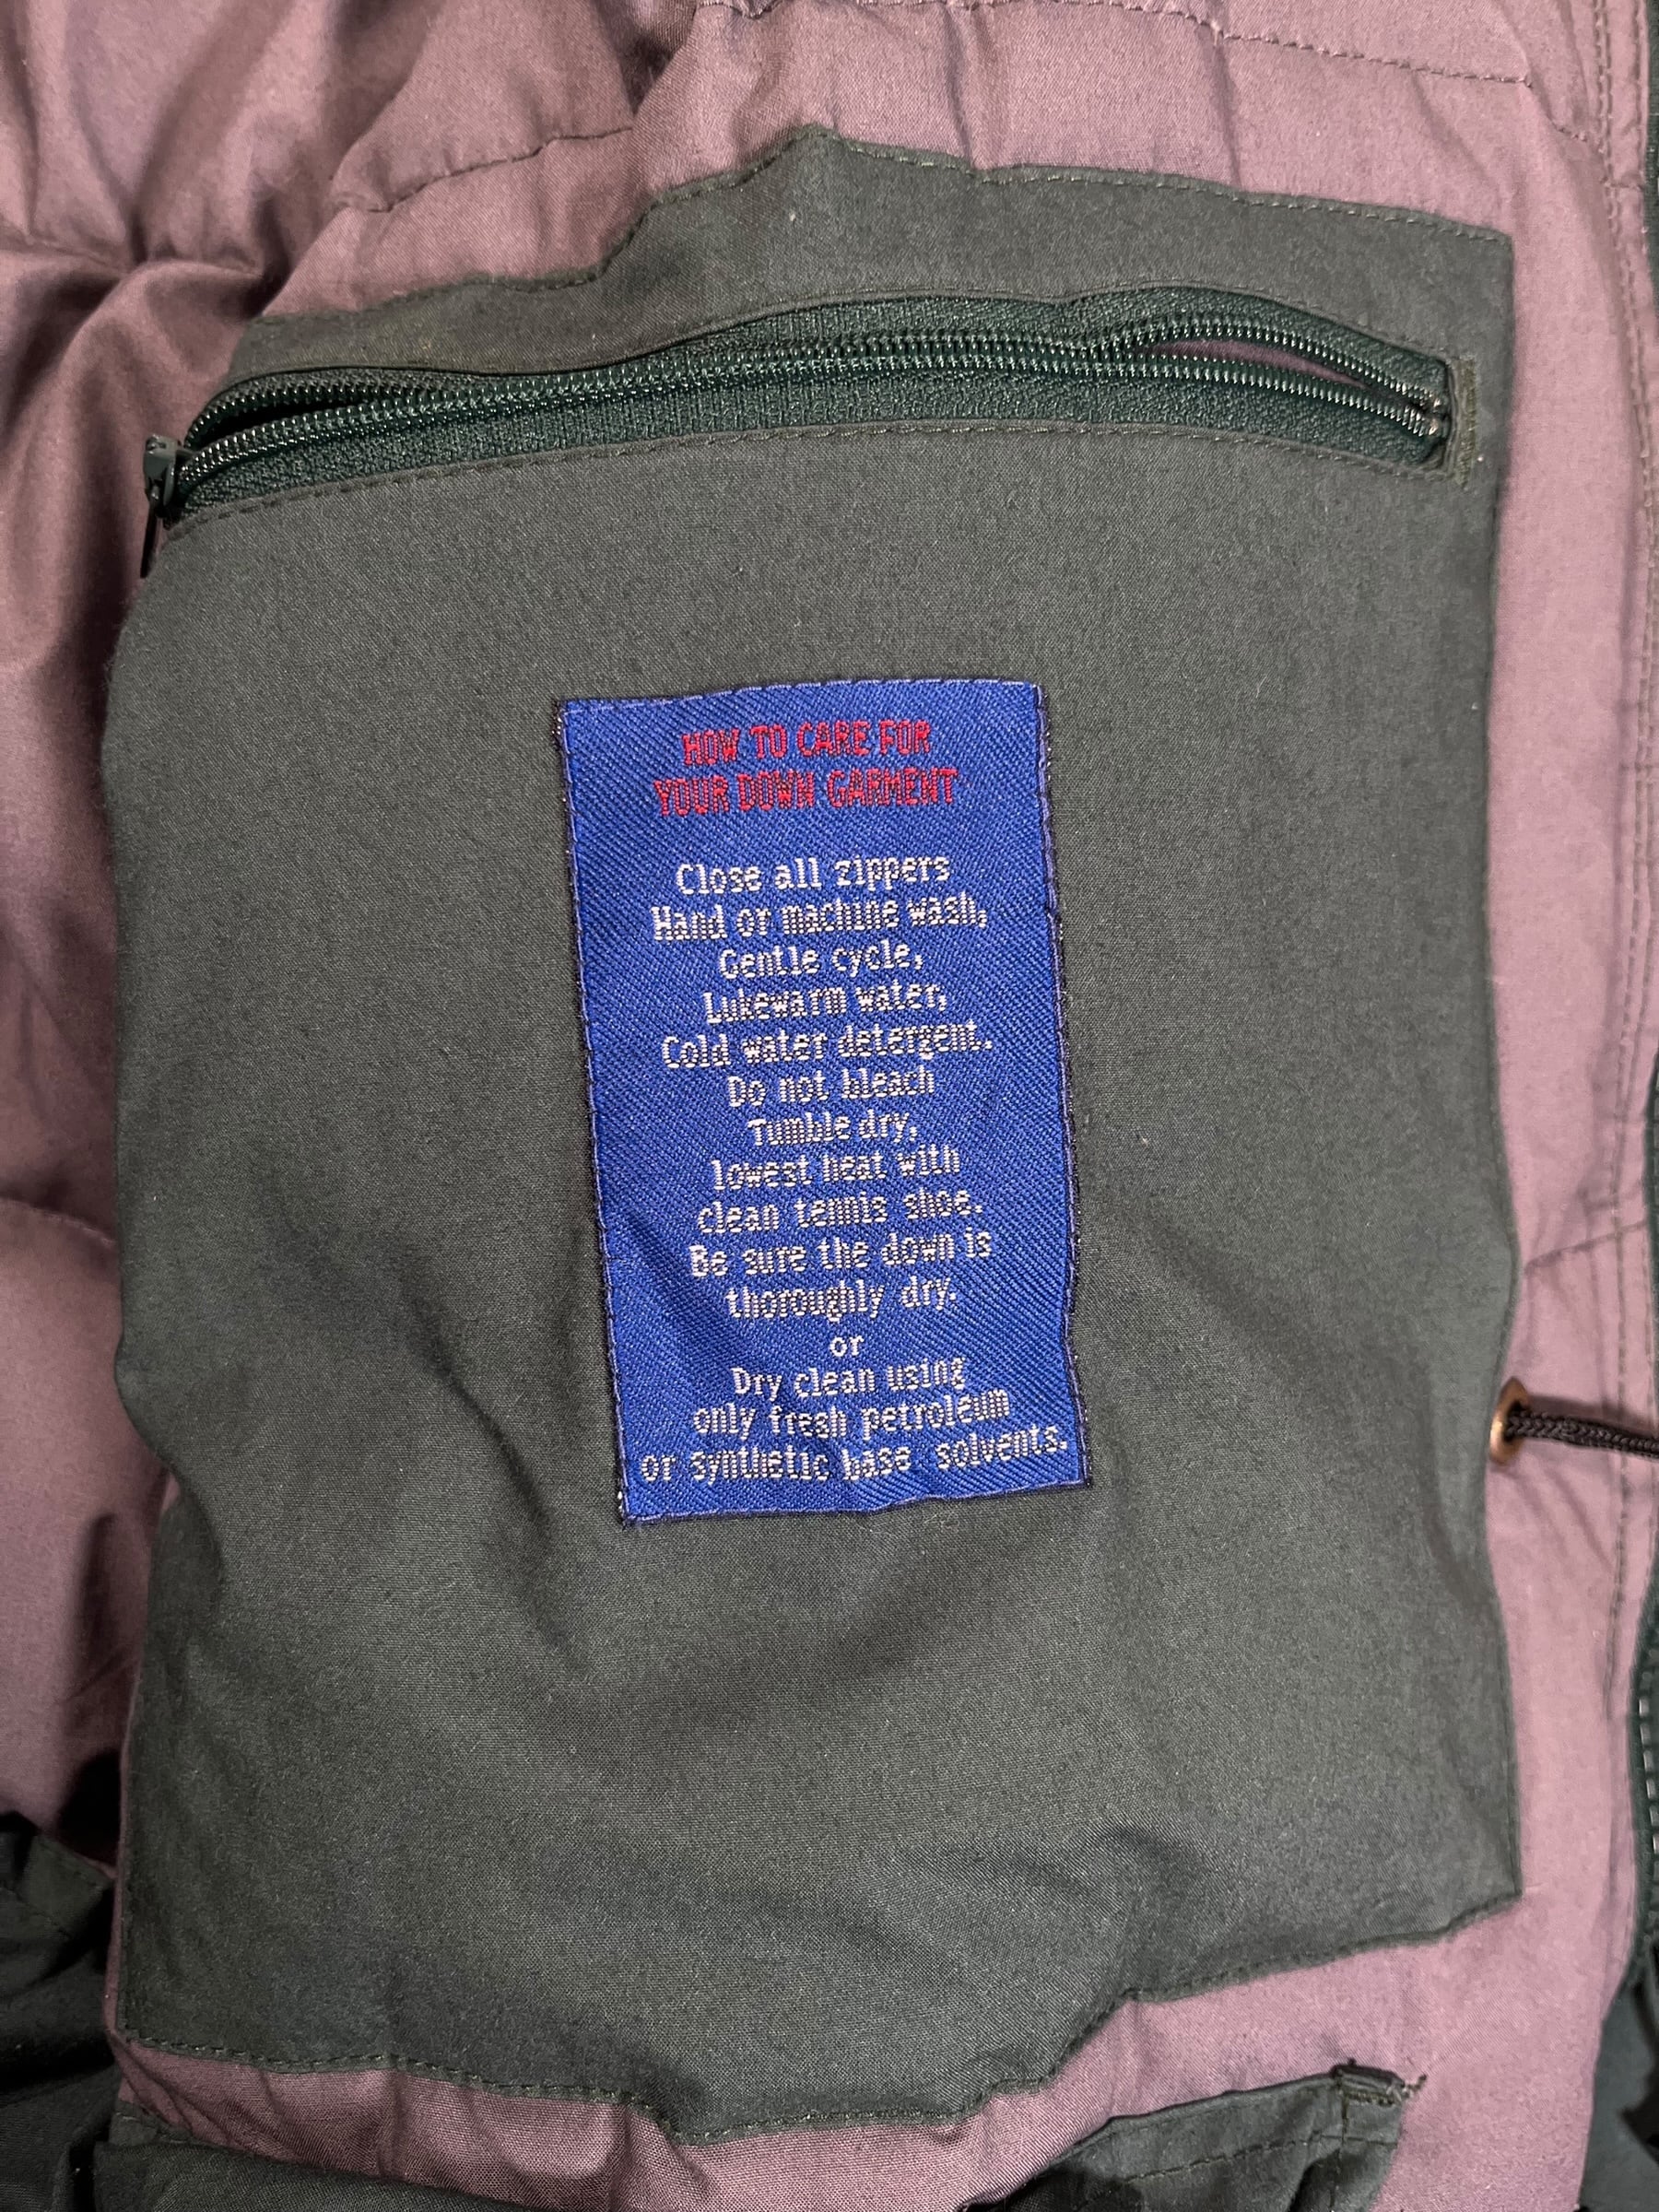 HOW TO CARE FOR
YOUR DOWN GARMENT
Close all zippers
Hand or machine wash,
Gentle cycle,
Lukewarm water,
Cold water detergent.
Do not bleach
Tumble dry,
lowest heat with
clean tennis shoe.
Be sure the down is
thoroughly dry.
or
Dry clean using
only fresh petroleum
or synthetic base solvents.